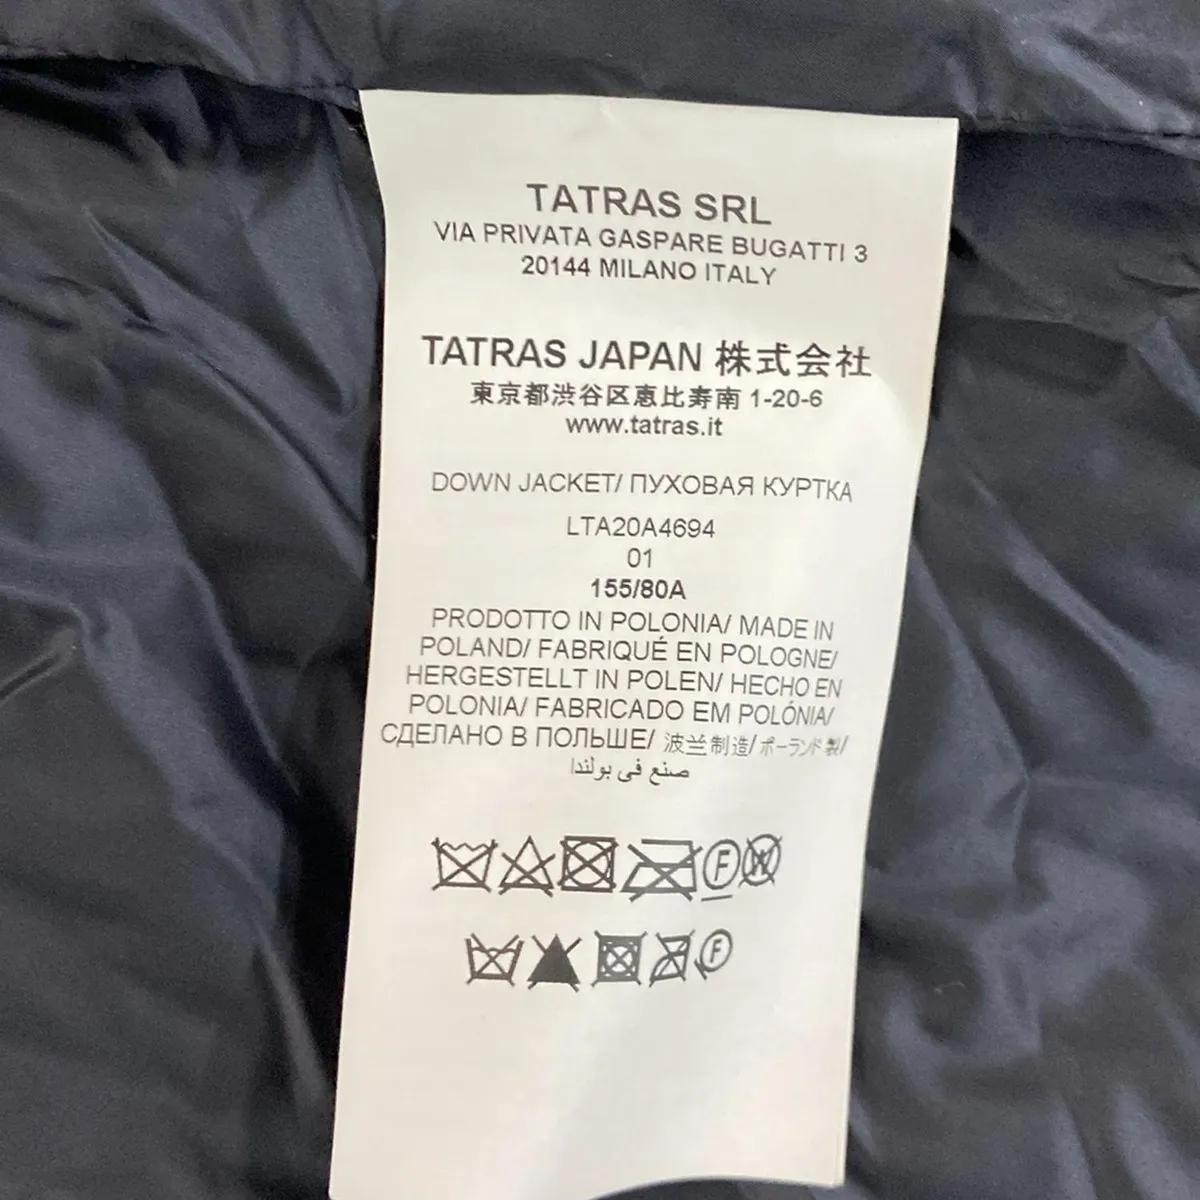 TATRAS SRL
VIA PRIVATA GASPARE BUGATTI 3
20144 MILANO ITALY
TATRAS JAPAN 株式会社
東京都渋谷区恵比寿南 1-20-6
www.tatras.it
DOWN JACKET/ ПУХОВАЯ КУРТКА
LTA20A4694
01
155/80A
PRODOTTO IN POLONIA/ MADE IN
POLAND/ FABRIQUÉ EN POLOGNE/
HERGESTELLT IN POLEN/ HECHO EN
POLONIA/ FABRICADO EM POLÓNIA/
СДЕЛАНО В ПОЛЬШЕ/ 波兰制造/ ポーランド製/
صنع في بولندا
F W
F